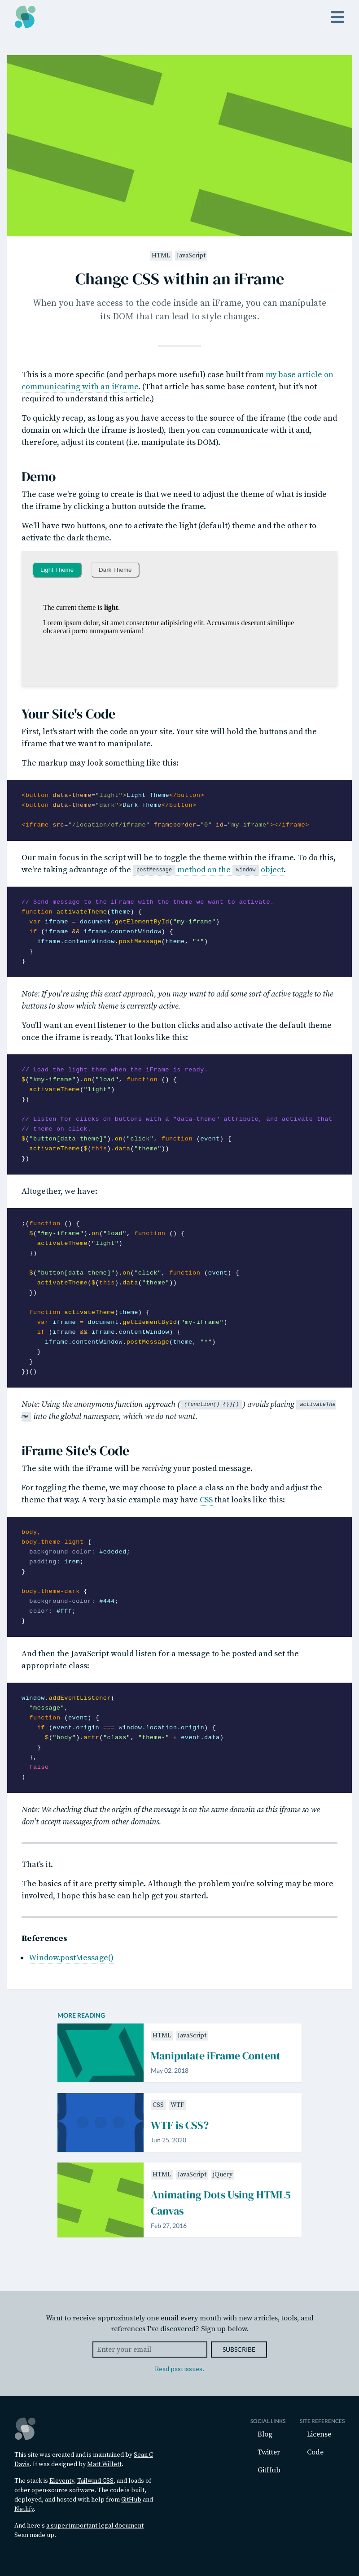 HTML JavaScript
Change CSS within an iFrame
When you have access to the code inside an iFrame, you can manipulate
its DOM that can lead to style changes.
This is a more specific (and perhaps more useful) case built from my base article on
communicating with an iFrame. (That article has some base content, but it's not
required to understand this article.)
To quickly recap, as long as you have access to the source of the iframe (the code and
domain on which the iframe is hosted), then you can communicate with it and,
therefore, adjust its content (i.e. manipulate its DOM).
Demo
The case we're going to create is that we need to adjust the theme of what is inside
the iframe by clicking a button outside the frame.
We'll have two buttons, one to activate the light (default) theme and the other to
activate the dark theme.
Light Theme Dark Theme
The current theme is light.
Lorem ipsum dolor, sit amet consectetur adipisicing elit. Accusamus deserunt similique
obcaecati porro numquam veniam!
Your Site's Code
First, let's start with the code on your site. Your site will hold the buttons and the
iframe that we want to manipulate.
The markup may look something like this:
<button data-theme="light">Light Theme</button>
<button data-theme="dark">Dark Theme</button>
<iframe src="/location/of/iframe" frameborder="0" id="my-iframe"></iframe>
Our main focus in the script will be to toggle the theme within the iframe. To do this,
we're taking advantage of the postMessage method on the window object.
// Send message to the iFrame with the theme we want to activate.
function activateTheme(theme) {
  var iframe = document.getElementById("my-iframe")
  if (iframe && iframe.contentWindow) {
    iframe.contentWindow.postMessage(theme, "*")
  }
}
Note: If you're using this exact approach, you may want to add some sort of active toggle to the
buttons to show which theme is currently active.
You'll want an event listener to the button clicks and also activate the default theme
once the iframe is ready. That looks like this:
// Load the light them when the iFrame is ready.
$("#my-iframe").on("load", function () {
  activateTheme("light")
})
// Listen for clicks on buttons with a "data-theme" attribute, and activate that
// theme on click.
$("button[data-theme]").on("click", function (event) {
  activateTheme($(this).data("theme"))
})
Altogether, we have:
;(function () {
  $("#my-iframe").on("load", function () {
    activateTheme("light")
  })
  $("button[data-theme]").on("click", function (event) {
    activateTheme($(this).data("theme"))
  })
  function activateTheme(theme) {
    var iframe = document.getElementById("my-iframe")
    if (iframe && iframe.contentWindow) {
      iframe.contentWindow.postMessage(theme, "*")
    }
  }
})()
Note: Using the anonymous function approach ( (function() {})() ) avoids placing activateThe
me into the global namespace, which we do not want.
iFrame Site's Code
The site with the iFrame will be receiving your posted message.
For toggling the theme, we may choose to place a class on the body and adjust the
theme that way. A very basic example may have CSS that looks like this:
body,
body.theme-light {
  background-color: #ededed;
  padding: 1rem;
}
body.theme-dark {
  background-color: #444;
  color: #fff;
}
And then the JavaScript would listen for a message to be posted and set the
appropriate class:
window.addEventListener(
  "message",
  function (event) {
    if (event.origin === window.location.origin) {
      $("body").attr("class", "theme-" + event.data)
    }
  },
  false
)
Note: We checking that the origin of the message is on the same domain as this iframe so we
don't accept messages from other domains.
That's it.
The basics of it are pretty simple. Although the problem you're solving may be more
involved, I hope this base can help get you started.
References
Window.postMessage()
MORE READING
HTML JavaScript
Manipulate iFrame Content
May 02, 2018
CSS WTF
WTF is CSS?
Jun 25, 2020
HTML JavaScript jQuery
Animating Dots Using HTML5
Canvas
Feb 27, 2016
Want to receive approximately one email every month with new articles, tools, and
references I've discovered? Sign up below.
Enter your email SUBSCRIBE
Read past issues.
This site was created and is maintained by Sean C
Davis. It was designed by Matt Willett.
The stack is Eleventy, Tailwind CSS, and loads of
other open-source software. The code is built,
deployed, and hosted with help from GitHub and
Netlify.
And here's a super important legal document
Sean made up.
SOCIAL LINKS
Blog
Twitter
GitHub
SITE REFERENCES
License
Code